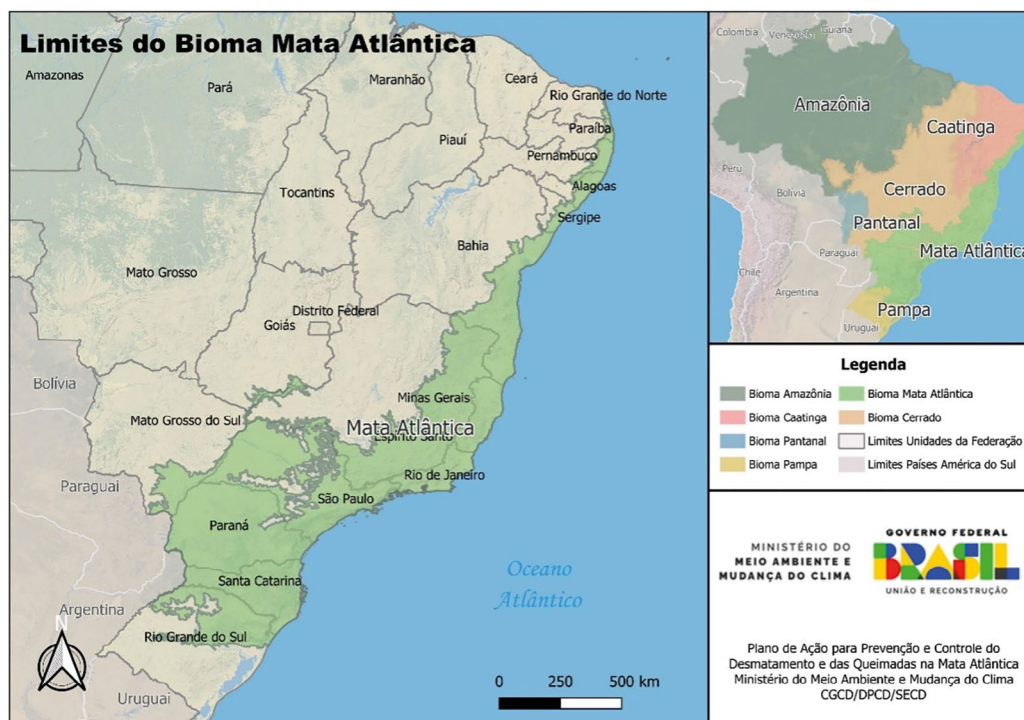 Limites do Bioma Mata Atlântica
Amazonas
Pará
Maranhão
Ceará
Rio Grande do Norte
Paraíba
Piauí
Pernambuco
Alagoas
Tocantins
Sergipe
Bahia
Mato Grosso
Distrito Federal
Goiás
Bolívia
Minas Gerais
Mato Grosso do Sul
Mata Atlântica
Espírito Santo
Rio de Janeiro
Paraguai
São Paulo
Paraná
Oceano
Atlântico
Santa Catarina
Argentina
N
Rio Grande do Sul
Uruguai
0 250 500 km
Colombia
Venezuela
Guiana
Amazônia
Caatinga
Peru
Bolivia
Cerrado
Pantanal
Paraguai
Mata Atlântica
Chile
Argentina
Pampa
Uruguai
Legenda
Bioma Amazônia
Bioma Mata Atlântica
Bioma Caatinga
Bioma Cerrado
Bioma Pantanal
Limites Unidades da Federação
Bioma Pampa
Limites Países América do Sul
MINISTÉRIO DO
MEIO AMBIENTE E
MUDANÇA DO CLIMA
GOVERNO FEDERAL
BRASIL
UNIÃO E RECONSTRUÇÃO
Plano de Ação para Prevenção e Controle do
Desmatamento e das Queimadas na Mata Atlântica
Ministério do Meio Ambiente e Mudança do Clima
CGCD/DPCD/SECD